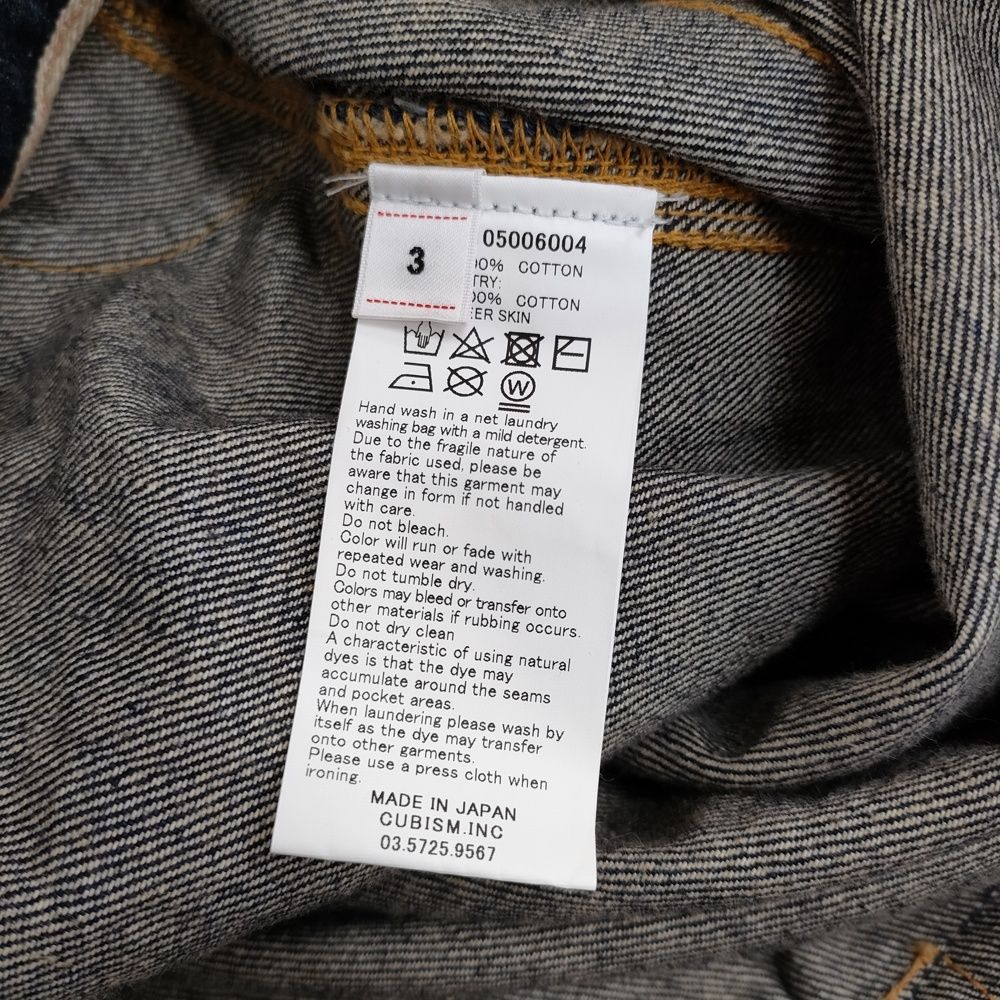 3
05006004
00% COTTON
TRY:
00% COTTON
EER SKIN
W
Hand wash in a net laundry
washing bag with a mild detergent.
Due to the fragile nature of
the fabric used, please be
aware that this garment may
change in form if not handled
with care.
Do not bleach.
Color will run or fade with
repeated wear and washing.
Do not tumble dry.
Colors may bleed or transfer onto
other materials if rubbing occurs.
Do not dry clean
A characteristic of using natural
dyes is that the dye may
accumulate around the seams
and pocket areas.
When laundering please wash by
itself as the dye may transfer
onto other garments.
Please use a press cloth when
ironing.
MADE IN JAPAN
CUBISM.INC
03.5725.9567